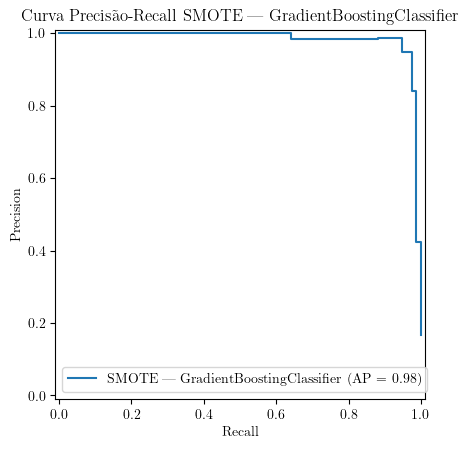 Curva Precisão-Recall SMOTE — GradientBoostingClassifier
1.0
0.8
0.6
0.4
0.2
0.0
Precision
SMOTE — GradientBoostingClassifier (AP = 0.98)
0.0 0.2 0.4 0.6 0.8 1.0
Recall